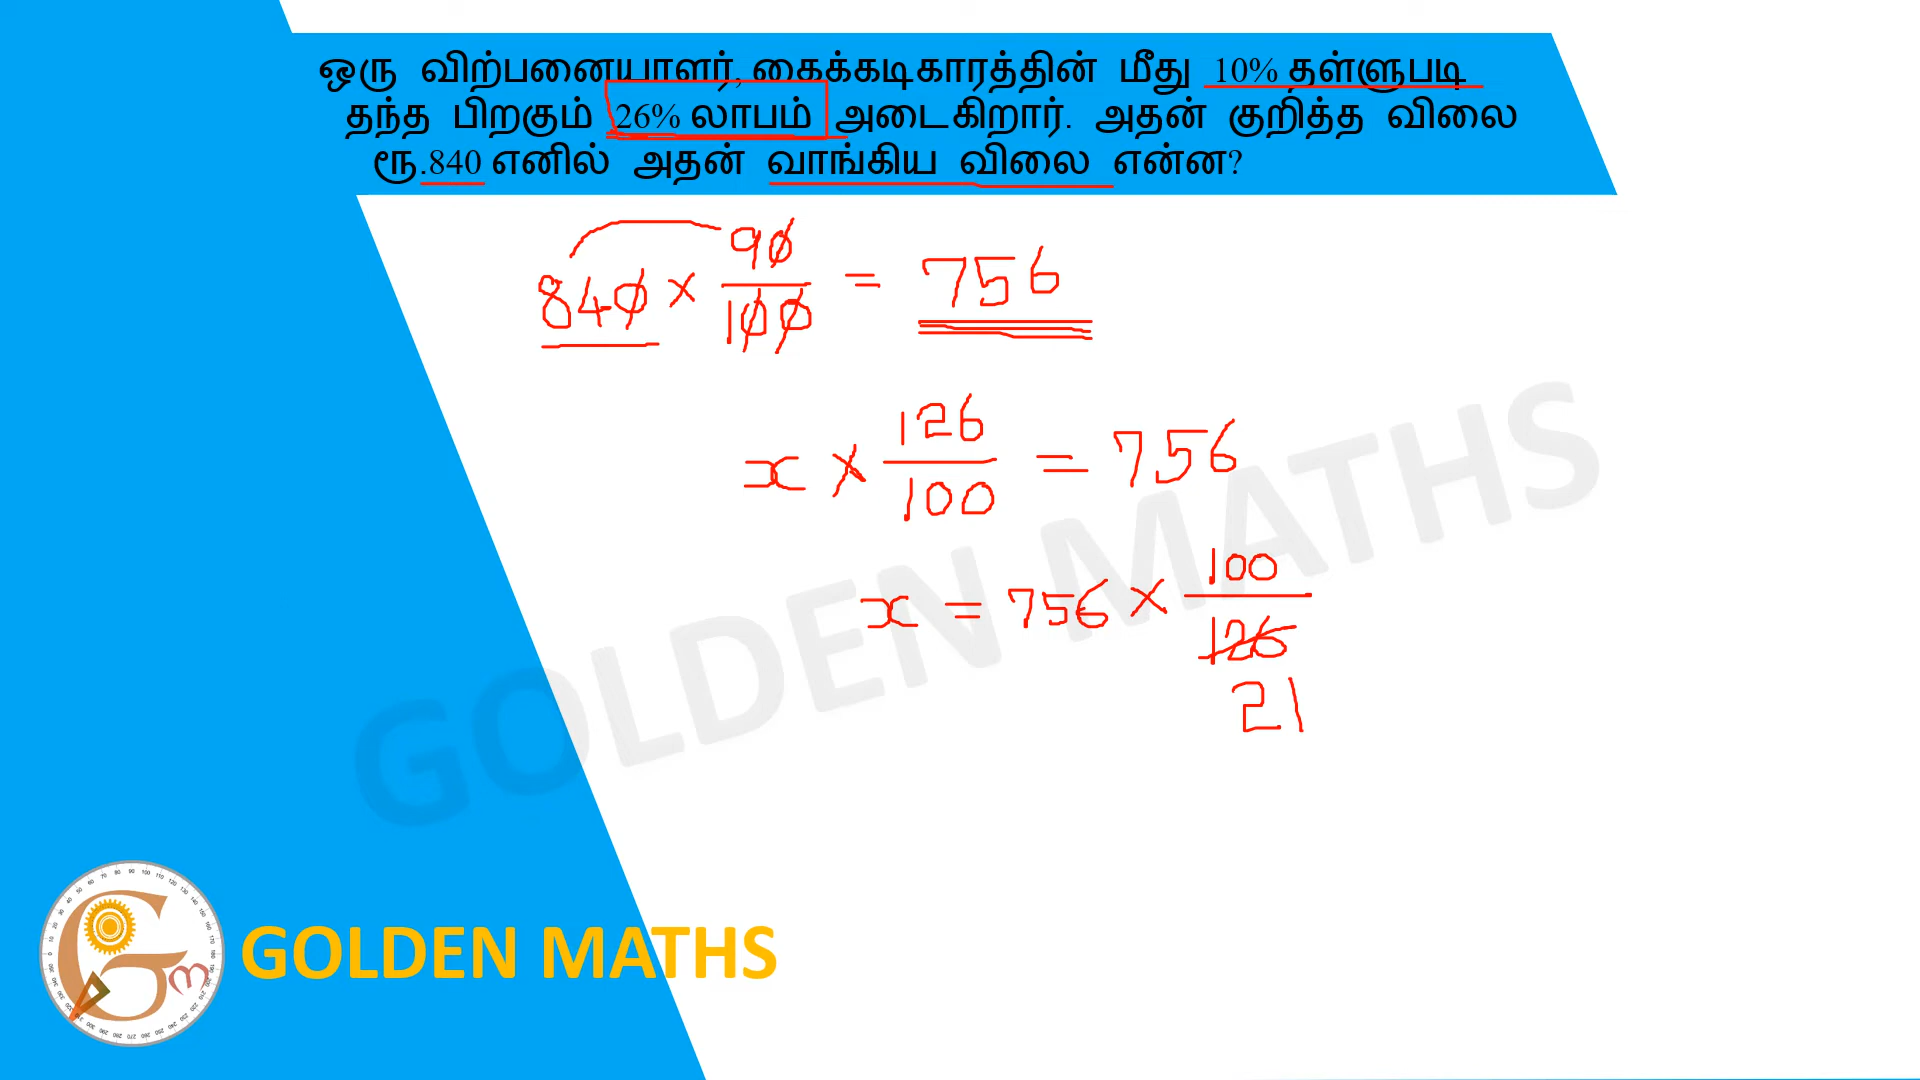 ஒரு விற்பனையாளர், கைக்கடிகாரத்தின் மீது 10% தள்ளுபடி
தந்த பிறகும் 26% லாபம் அடைகிறார். அதன் குறித்த விலை
ரூ.840 எனில் அதன் வாங்கிய விலை என்ன?
840 × 90/100 = 756
x × 126/100 = 756
x = 756 × 100/126
21
GOLDEN MATHS
GOLDEN MATHS